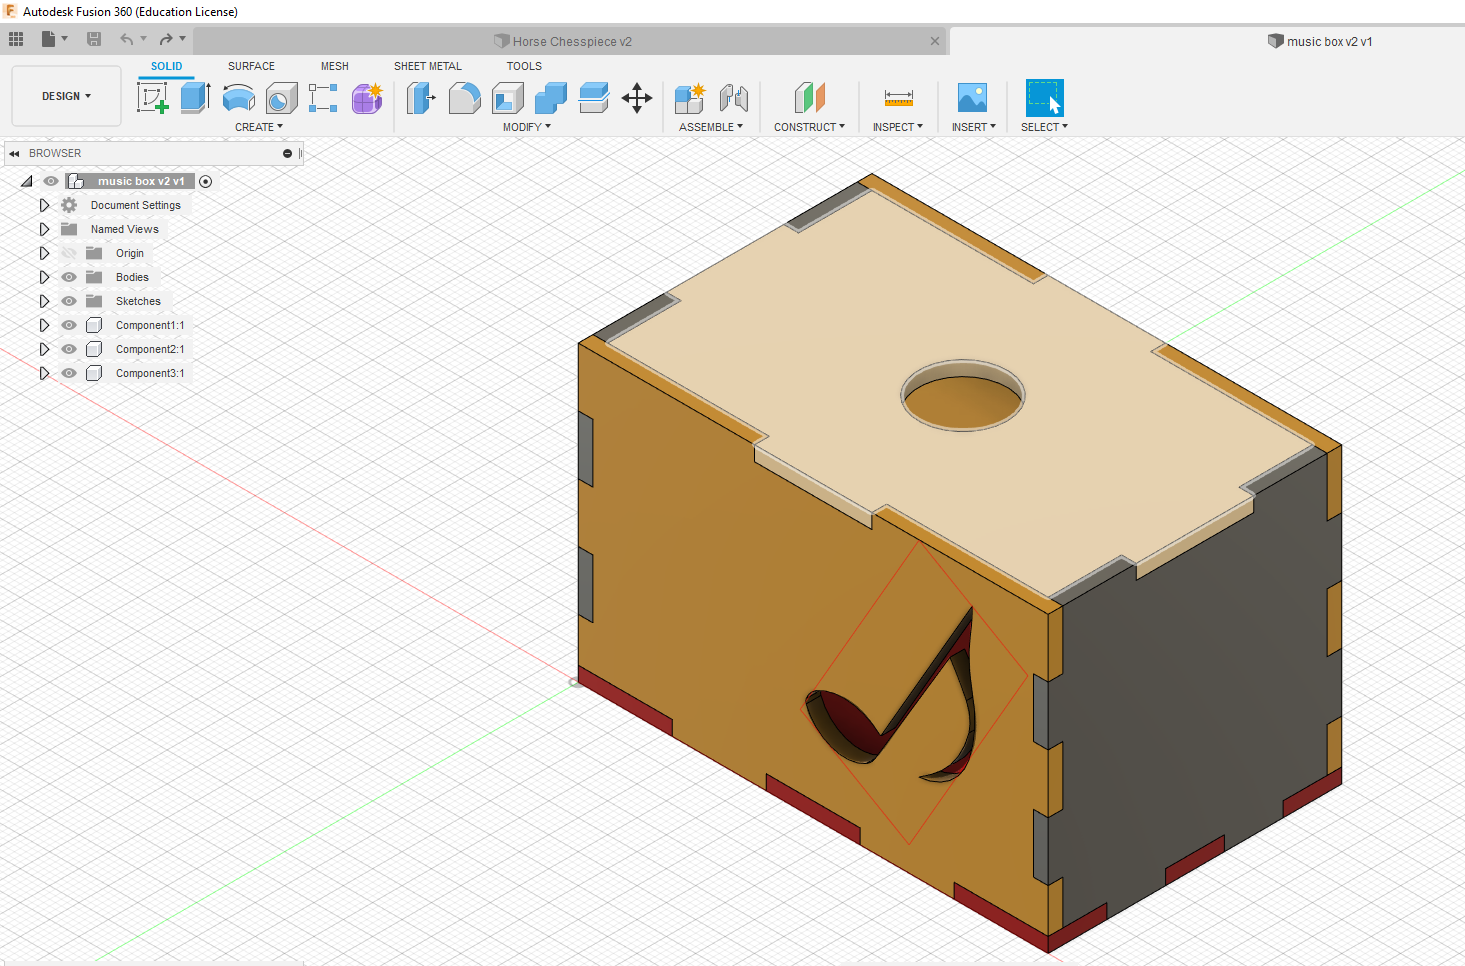 Autodesk Fusion 360 (Education License)
Horse Chesspiece v2
music box v2 v1
SOLID SURFACE MESH SHEET METAL TOOLS
DESIGN
CREATE MODIFY ASSEMBLE CONSTRUCT INSPECT INSERT SELECT
BROWSER
music box v2 v1
Document Settings
Named Views
Origin
Bodies
Sketches
Component1:1
Component2:1
Component3:1